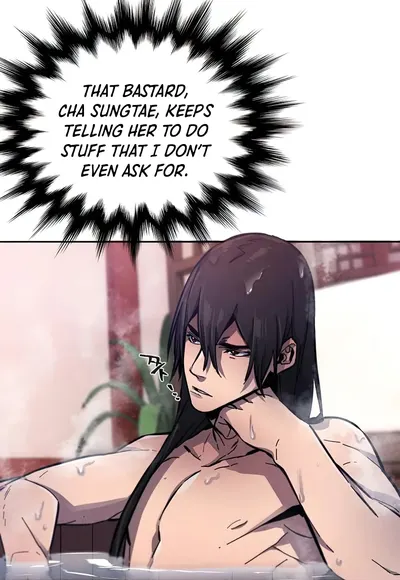 THAT BASTARD,
CHA SUNGTAE, KEEPS
TELLING HER TO DO
STUFF THAT I DON'T
EVEN ASK FOR.